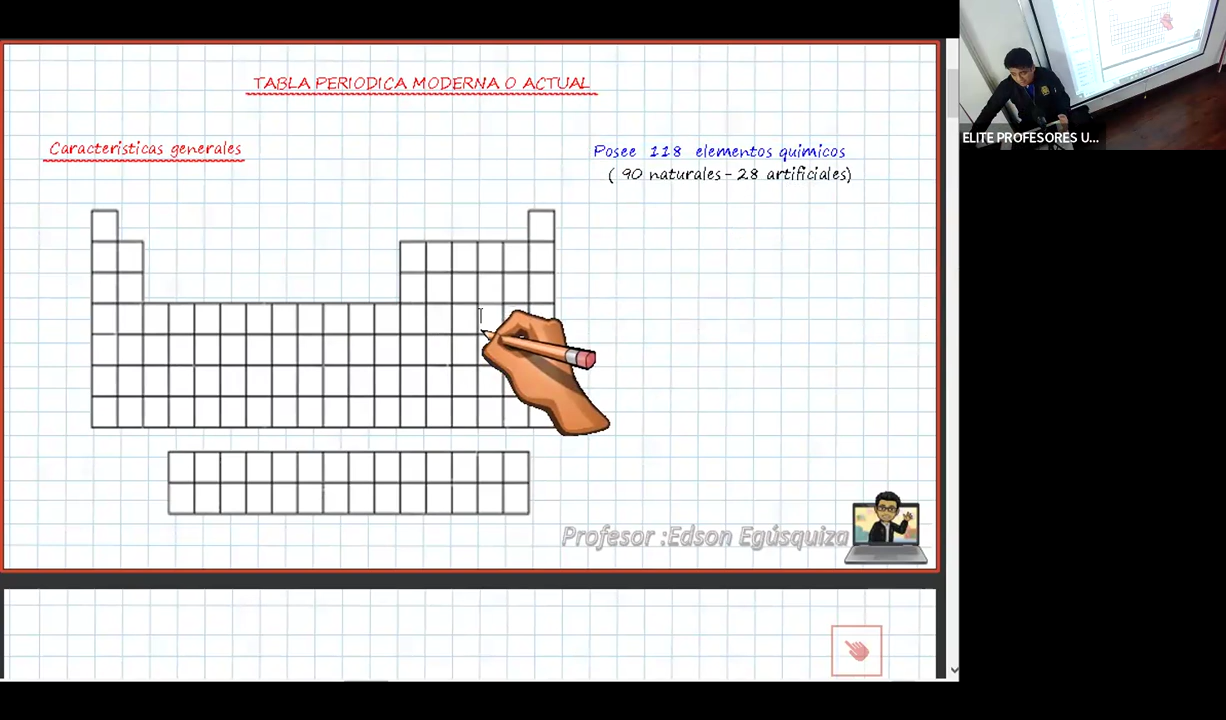 TABLA PERIODICA MODERNA O ACTUAL
Caracteristicas generales
Posee 118 elementos quimicos
( 90 naturales - 28 artificiales)
Profesor :Edson Egúsquiza
ELITE PROFESORES U...